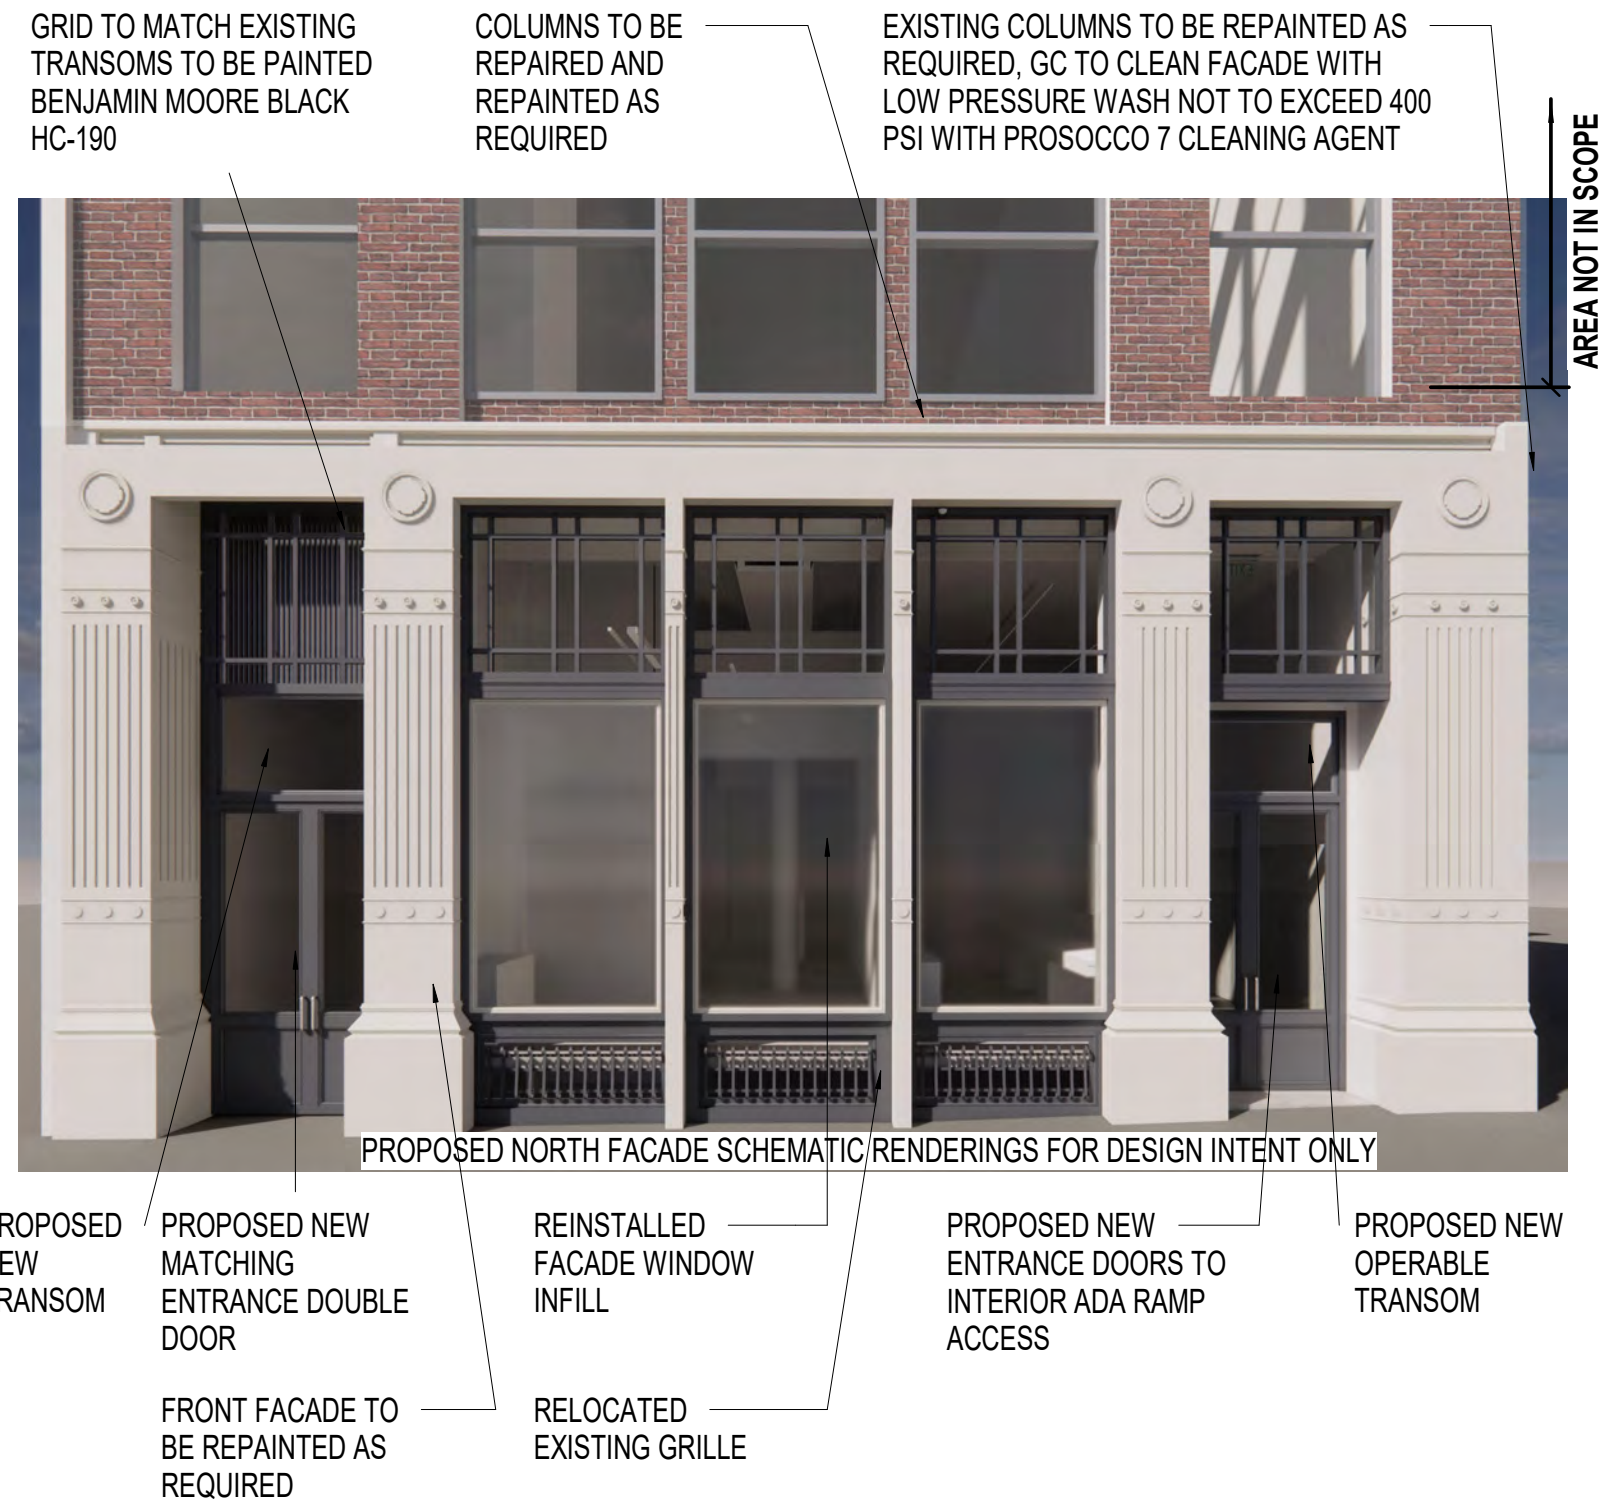 GRID TO MATCH EXISTING
TRANSOMS TO BE PAINTED
BENJAMIN MOORE BLACK
HC-190
COLUMNS TO BE
REPAIRED AND
REPAINTED AS
REQUIRED
EXISTING COLUMNS TO BE REPAINTED AS
REQUIRED, GC TO CLEAN FACADE WITH
LOW PRESSURE WASH NOT TO EXCEED 400
PSI WITH PROSOCCO 7 CLEANING AGENT
AREA NOT IN SCOPE
PROPOSED NORTH FACADE SCHEMATIC RENDERINGS FOR DESIGN INTENT ONLY
ROPOSED
EW
RANSOM
PROPOSED NEW
MATCHING
ENTRANCE DOUBLE
DOOR
REINSTALLED
FACADE WINDOW
INFILL
PROPOSED NEW
ENTRANCE DOORS TO
INTERIOR ADA RAMP
ACCESS
PROPOSED NEW
OPERABLE
TRANSOM
FRONT FACADE TO
BE REPAINTED AS
REQUIRED
RELOCATED
EXISTING GRILLE